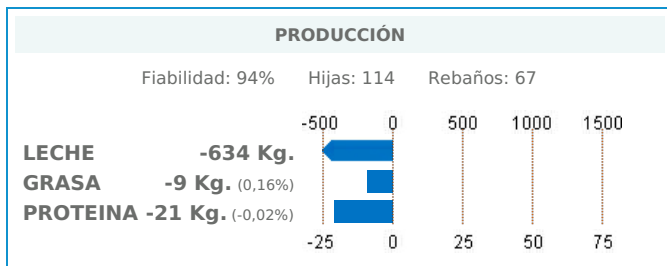 PRODUCCIÓN
Fiabilidad: 94% Hijas: 114 Rebaños: 67
-500 0 500 1000 1500
LECHE -634 Kg.
GRASA -9 Kg. (0,16%)
PROTEINA -21 Kg. (-0,02%)
-25 0 25 50 75